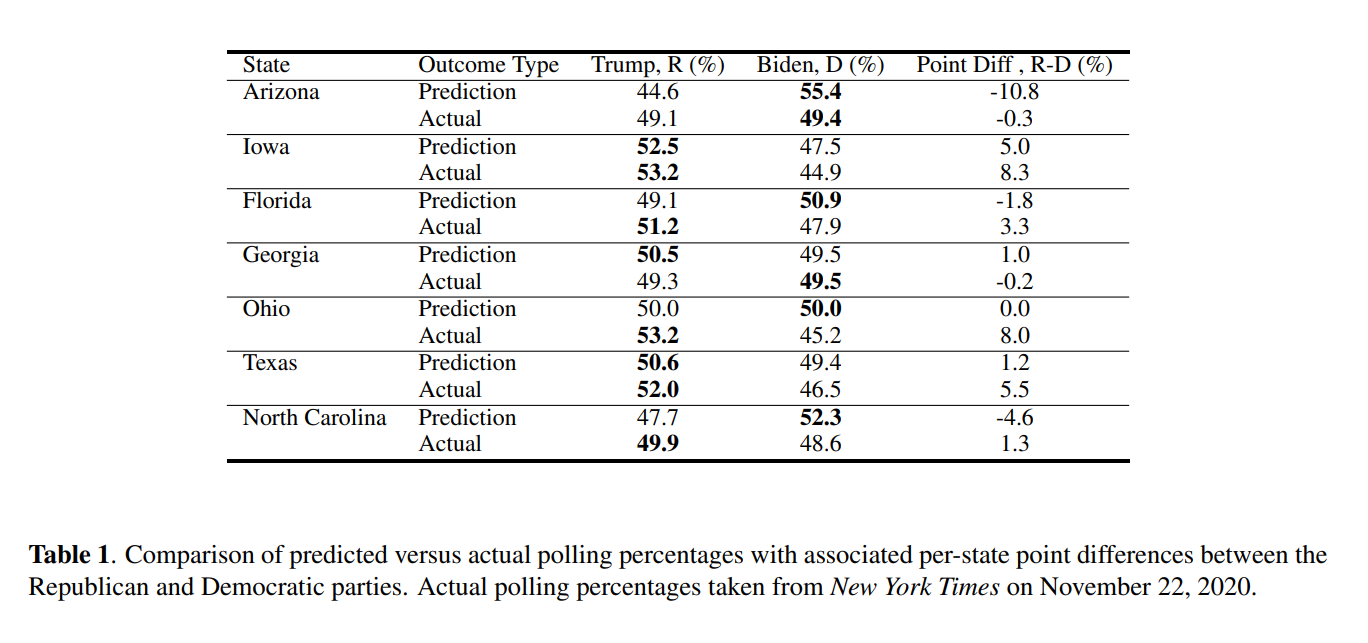 State Outcome Type Trump, R (%) Biden, D (%) Point Diff , R-D (%)
Arizona Prediction 44.6 55.4 -10.8
Actual 49.1 49.4 -0.3
Iowa Prediction 52.5 47.5 5.0
Actual 53.2 44.9 8.3
Florida Prediction 49.1 50.9 -1.8
Actual 51.2 47.9 3.3
Georgia Prediction 50.5 49.5 1.0
Actual 49.3 49.5 -0.2
Ohio Prediction 50.0 50.0 0.0
Actual 53.2 45.2 8.0
Texas Prediction 50.6 49.4 1.2
Actual 52.0 46.5 5.5
North Carolina Prediction 47.7 52.3 -4.6
Actual 49.9 48.6 1.3
Table 1. Comparison of predicted versus actual polling percentages with associated per-state point differences between the
Republican and Democratic parties. Actual polling percentages taken from New York Times on November 22, 2020.